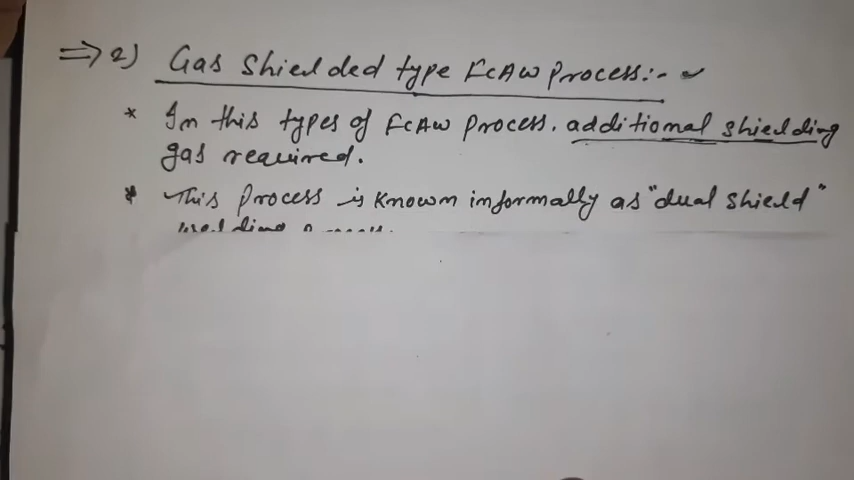 ⇒ 2) Gas Shielded type FCAW Process:-
* In this types of FCAW Process. additional shielding
gas required.
* This Process is known informally as "dual shield"